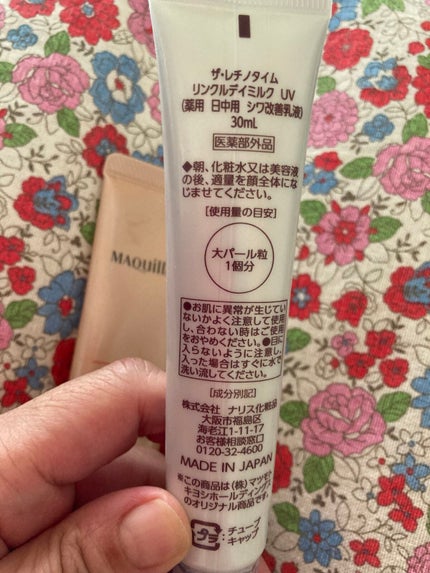 ザ・レチノタイム
リンクルデイミルク UV
(薬用 日中用 シワ改善乳液)
30mL
医薬部外品
◆朝、化粧水又は美容液
の後、適量を顔全体にな
じませてください。
[使用量の目安]
大パール粒
1個分
●お肌に異常が生じてい
ないかよく注意して使用
し、合わない時はご使用
をおやめください。●目に
入らないように注意し、
入った場合はすぐに水で
洗い流してください。
[成分別記]
株式会社 ナリス化粧品
大阪市福島区
海老江1-11-17
お客様相談窓口
0120-32-4600
MADE IN JAPAN
※この商品は(株)マツモト
キヨシホールディングス
のオリジナル商品です。
プラ
:チューブ
キャップ
MAQuill